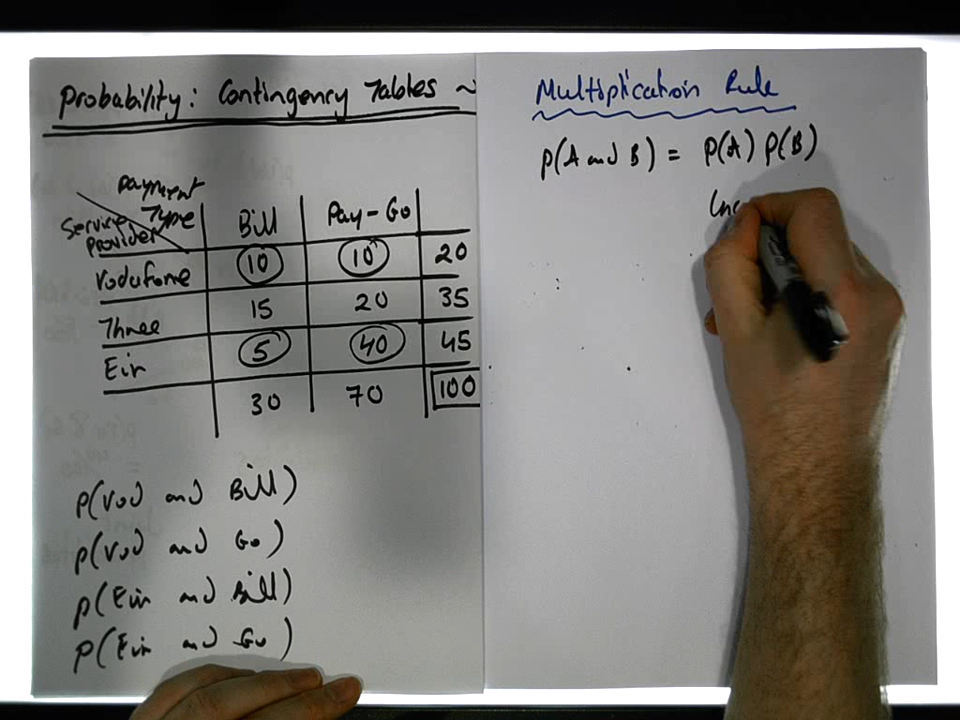 Probability: Contingency Tables ~
Payment Type
Service Provider
Bill Pay-Go
Vodafone 10 10 20
Three 15 20 35
Eir 5 40 45
30 70 100
P(Vod and Bill)
P(Vod and Go)
P(Eir and Bill)
P(Eir and Go)
Multiplication Rule
P(A and B) = P(A) P(B)